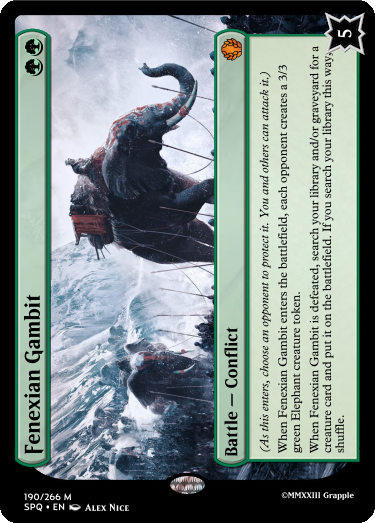 Fenexian Gambit
Battle — Conflict
5
(As this enters, choose an opponent to protect it. You and others can attack it.)
When Fenexian Gambit enters the battlefield, each opponent creates a 3/3
green Elephant creature token.
When Fenexian Gambit is defeated, search your library and/or graveyard for a
creature card and put it on the battlefield. If you search your library this way,
shuffle.
190/266 M
SPQ • EN ALEX NICE
©MMXXIII Grapple